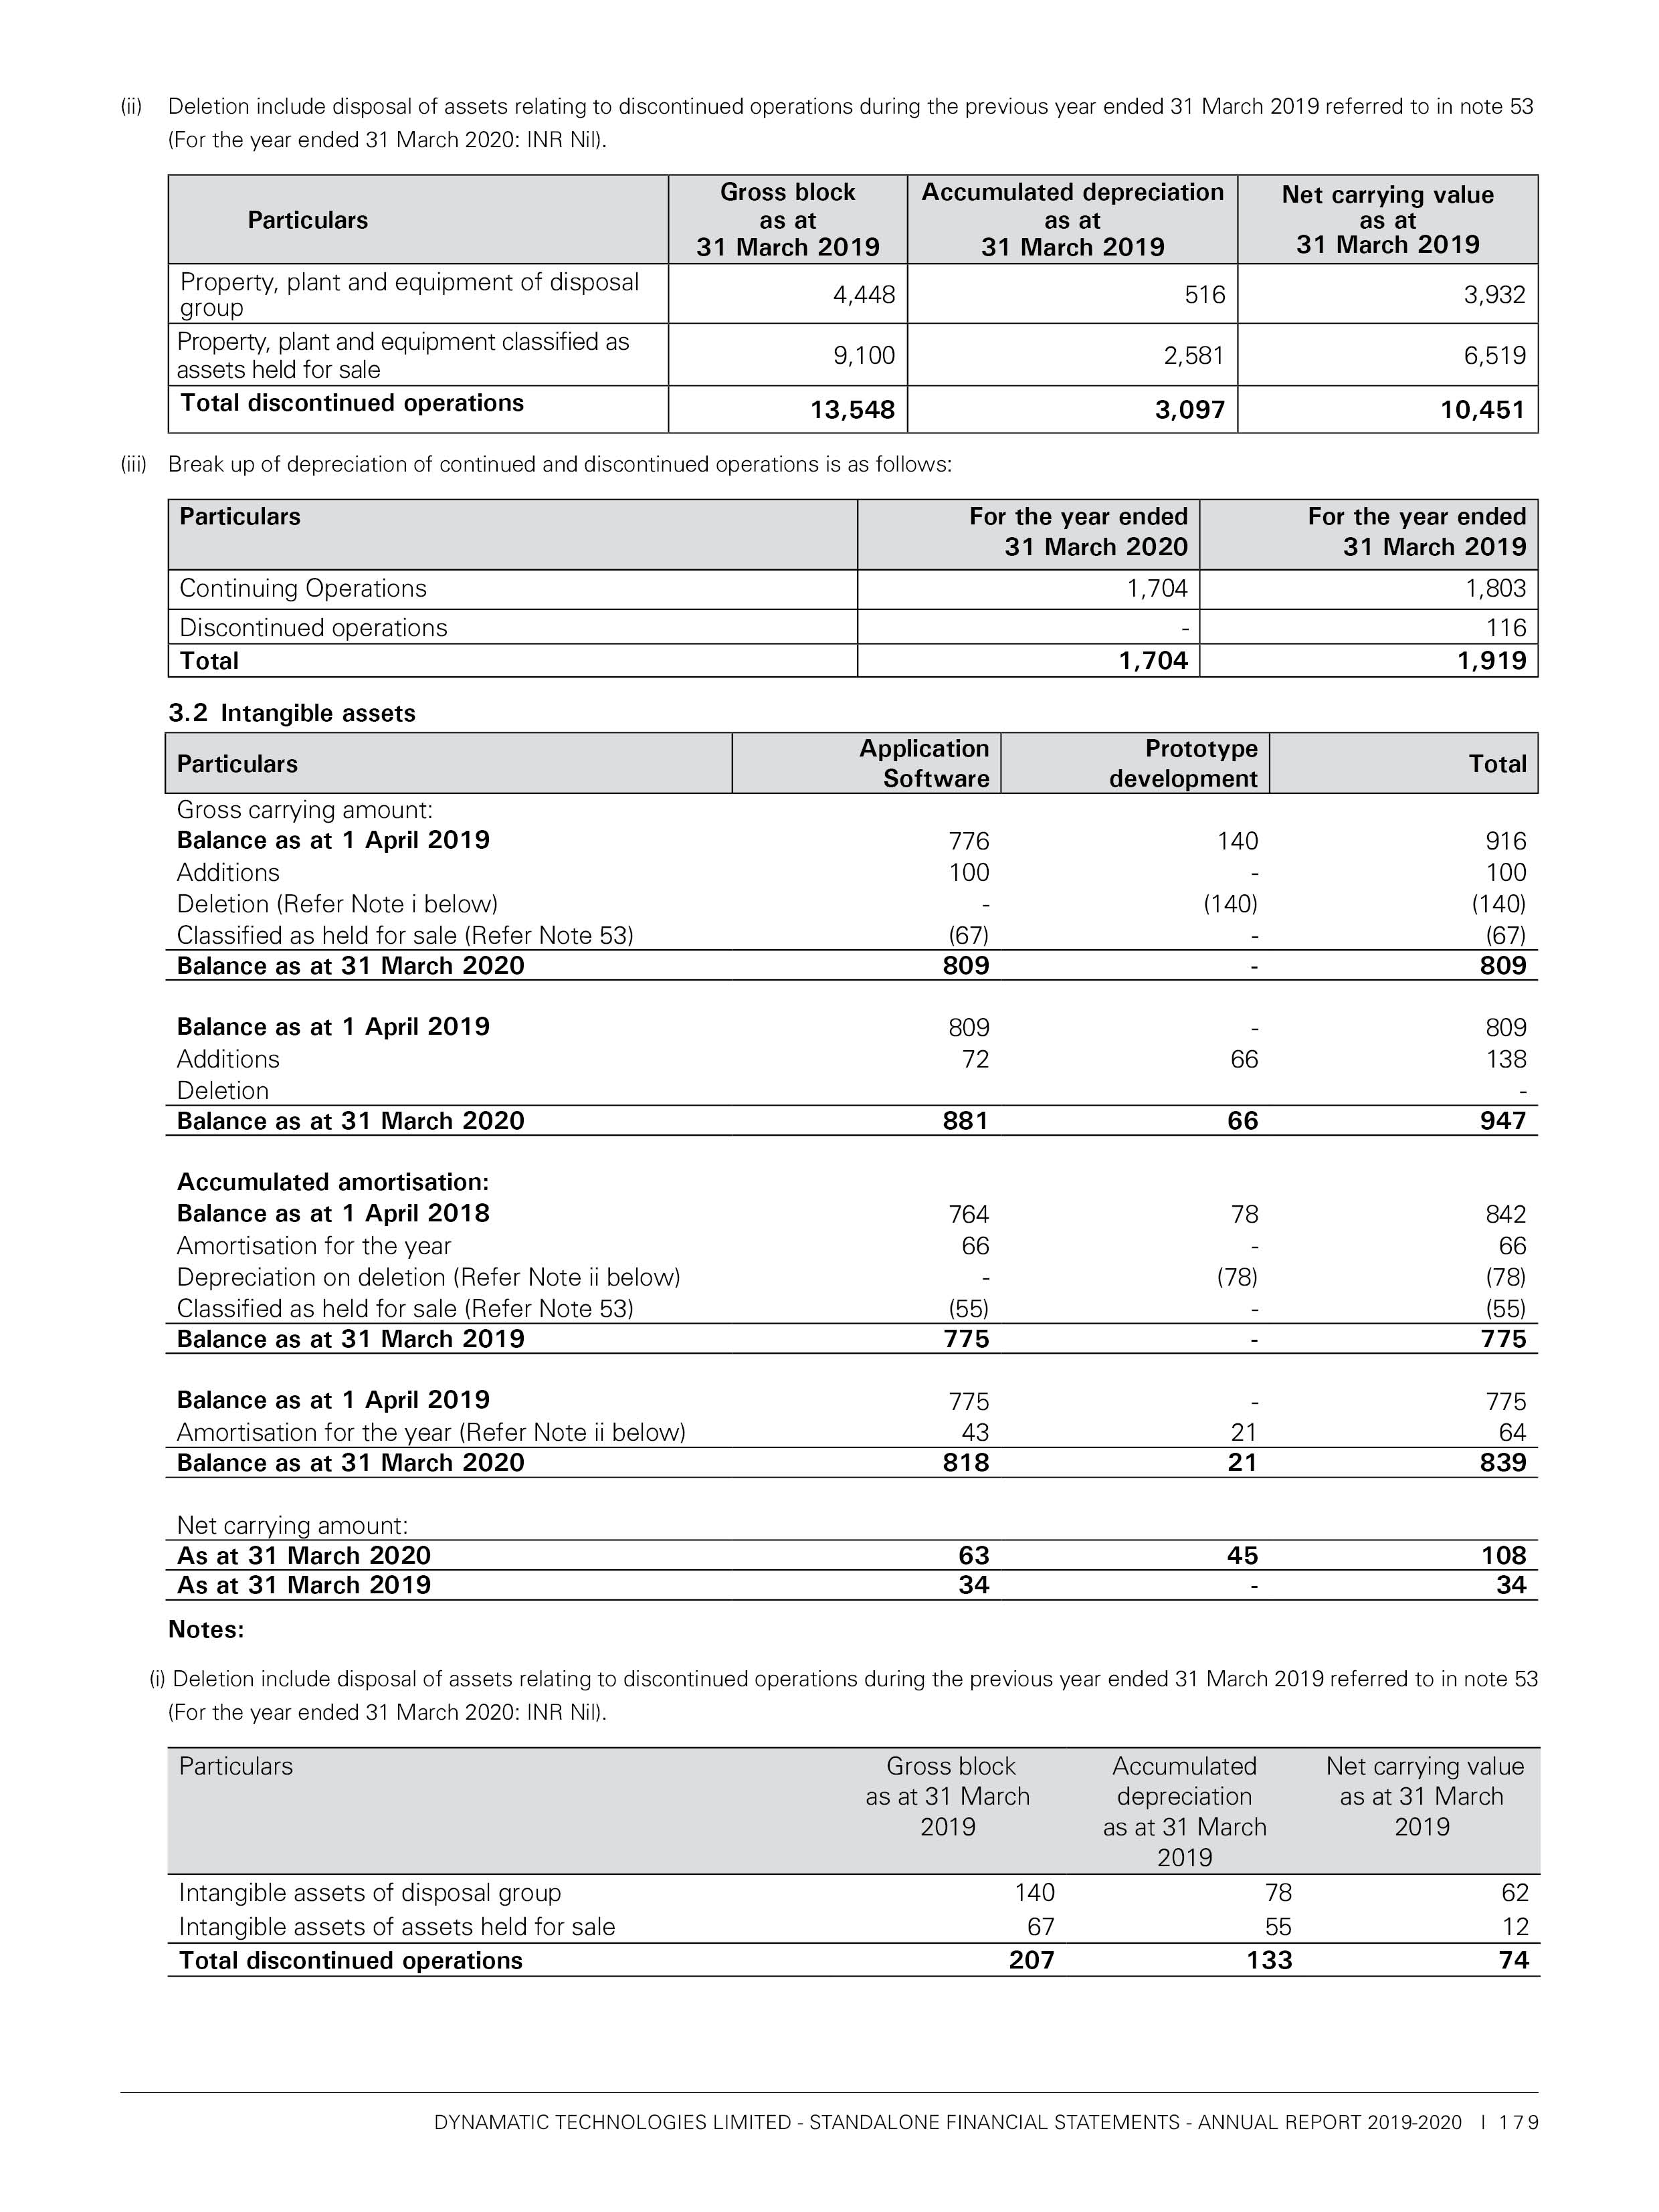 (ii) Deletion include disposal of assets relating to discontinued operations during the previous year ended 31 March 2019 referred to in note 53
(For the year ended 31 March 2020: INR Nil).
Particulars Gross block as at 31 March 2019 Accumulated depreciation as at 31 March 2019 Net carrying value as at 31 March 2019
Property, plant and equipment of disposal group 4,448 516 3,932
Property, plant and equipment classified as assets held for sale 9,100 2,581 6,519
Total discontinued operations 13,548 3,097 10,451
(iii) Break up of depreciation of continued and discontinued operations is as follows:
Particulars For the year ended 31 March 2020 For the year ended 31 March 2019
Continuing Operations 1,704 1,803
Discontinued operations - 116
Total 1,704 1,919
3.2 Intangible assets
Particulars Application Software Prototype development Total
Gross carrying amount:
Balance as at 1 April 2019 776 140 916
Additions 100 - 100
Deletion (Refer Note i below) - (140) (140)
Classified as held for sale (Refer Note 53) (67) - (67)
Balance as at 31 March 2020 809 - 809
Balance as at 1 April 2019 809 - 809
Additions 72 66 138
Deletion -
Balance as at 31 March 2020 881 66 947
Accumulated amortisation:
Balance as at 1 April 2018 764 78 842
Amortisation for the year 66 - 66
Depreciation on deletion (Refer Note ii below) - (78) (78)
Classified as held for sale (Refer Note 53) (55) - (55)
Balance as at 31 March 2019 775 - 775
Balance as at 1 April 2019 775 - 775
Amortisation for the year (Refer Note ii below) 43 21 64
Balance as at 31 March 2020 818 21 839
Net carrying amount:
As at 31 March 2020 63 45 108
As at 31 March 2019 34 - 34
Notes:
(i) Deletion include disposal of assets relating to discontinued operations during the previous year ended 31 March 2019 referred to in note 53
(For the year ended 31 March 2020: INR Nil).
Particulars Gross block as at 31 March 2019 Accumulated depreciation as at 31 March 2019 Net carrying value as at 31 March 2019
Intangible assets of disposal group 140 78 62
Intangible assets of assets held for sale 67 55 12
Total discontinued operations 207 133 74
DYNAMATIC TECHNOLOGIES LIMITED - STANDALONE FINANCIAL STATEMENTS - ANNUAL REPORT 2019-2020 | 179